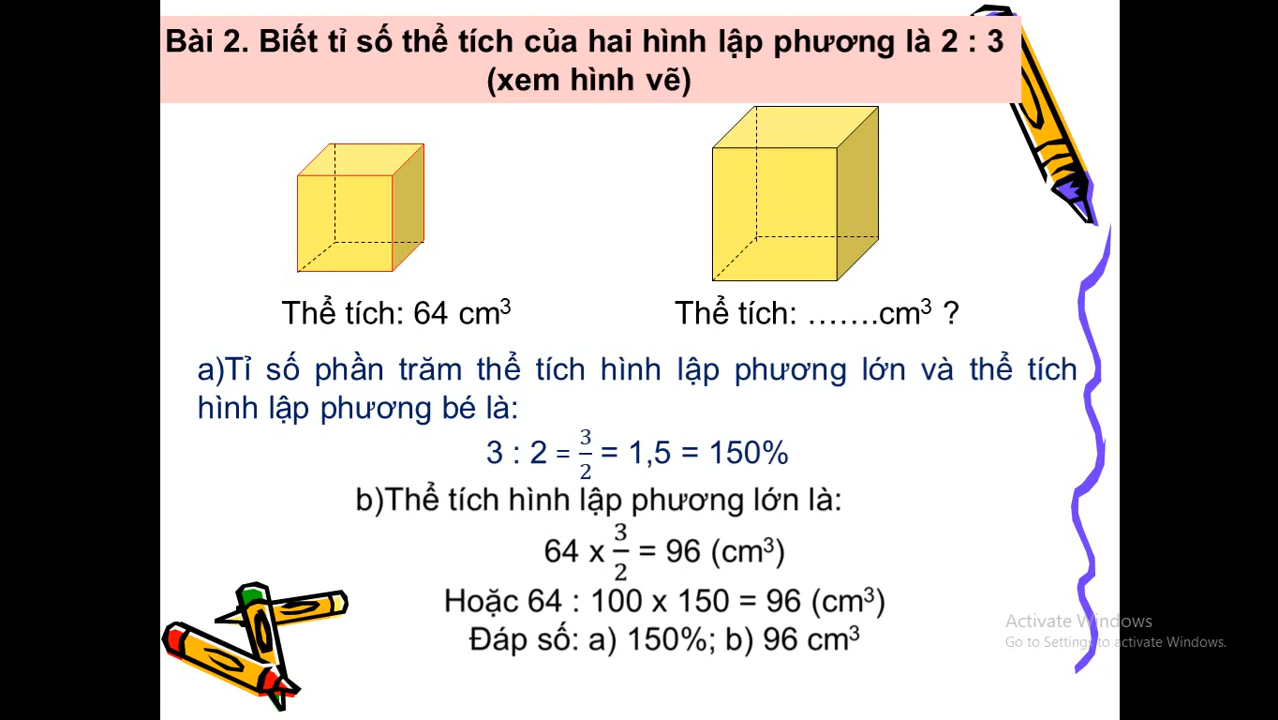 Bài 2. Biết tỉ số thể tích của hai hình lập phương là 2 : 3
(xem hình vẽ)
Thể tích: 64 cm³
Thể tích: …….cm³ ?
a)Tỉ số phần trăm thể tích hình lập phương lớn và thể tích
hình lập phương bé là:
3 : 2 = 3/2 = 1,5 = 150%
b)Thể tích hình lập phương lớn là:
64 x 3/2 = 96 (cm³)
Hoặc 64 : 100 x 150 = 96 (cm³)
Đáp số: a) 150%; b) 96 cm³
Activate Windows
Go to Settings to activate Windows.